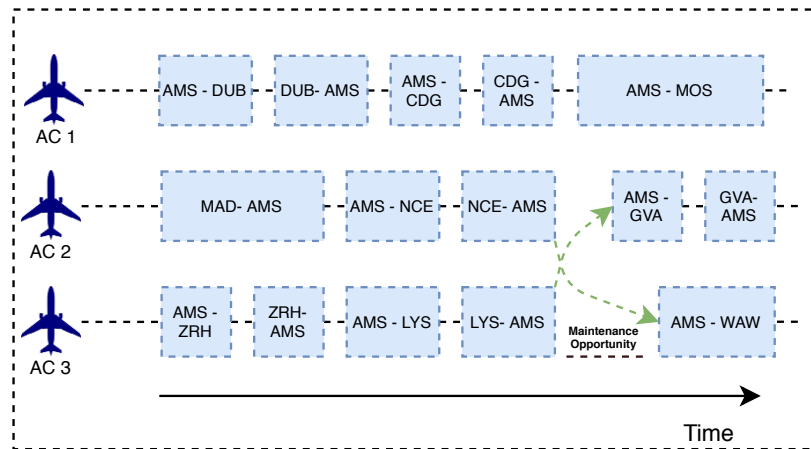 AMS - DUB
DUB- AMS
AMS -
CDG
CDG -
AMS
AMS - MOS
AC 1
MAD- AMS
AMS - NCE
NCE- AMS
AMS -
GVA
GVA-
AMS
AC 2
AMS -
ZRH
ZRH-
AMS
AMS - LYS
LYS- AMS
Maintenance
Opportunity
AMS - WAW
AC 3
Time